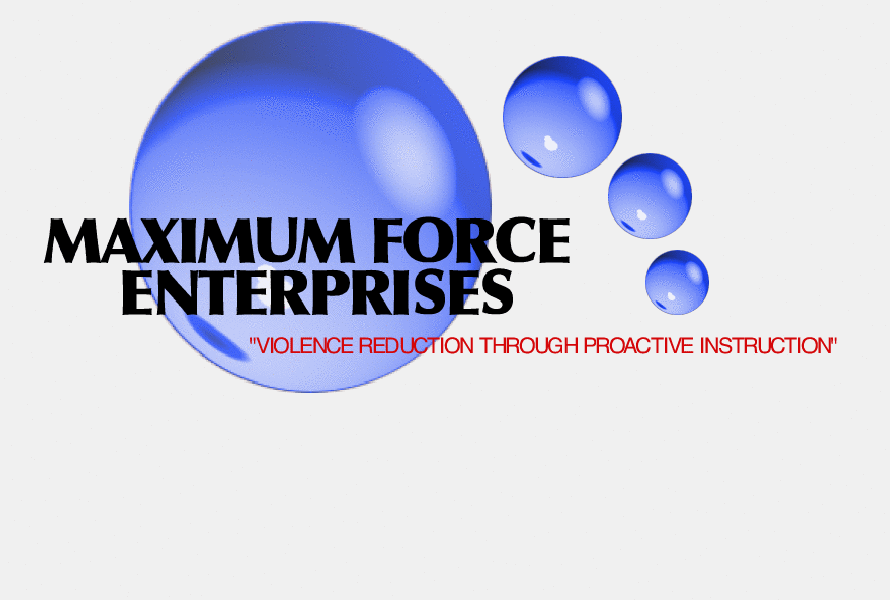 MAXIMUM FORCE
ENTERPRISES
"VIOLENCE REDUCTION THROUGH PROACTIVE INSTRUCTION"